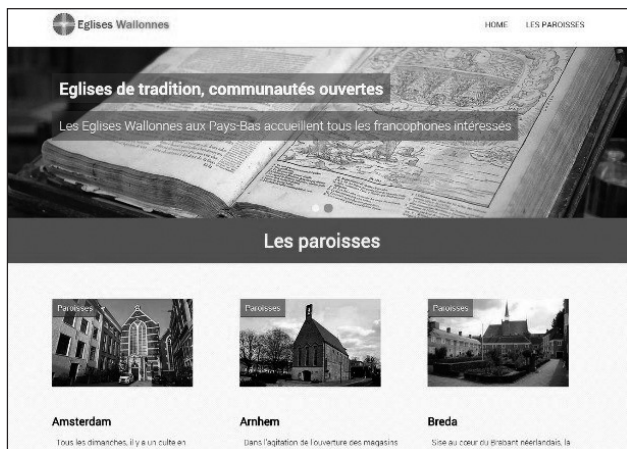 Eglises Wallonnes
HOME LES PAROISSES
Eglises de tradition, communautés ouvertes
Les Eglises Wallonnes aux Pays-Bas accueillent tous les francophones intéressés
Les paroisses
Paroisses Paroisses Paroisses
Amsterdam
Tous les dimanches, il y a un culte en
Arnhem
Dans l'agitation de l'ouverture des magasins
Breda
Sise au cœur du Brabant néerlandais, la